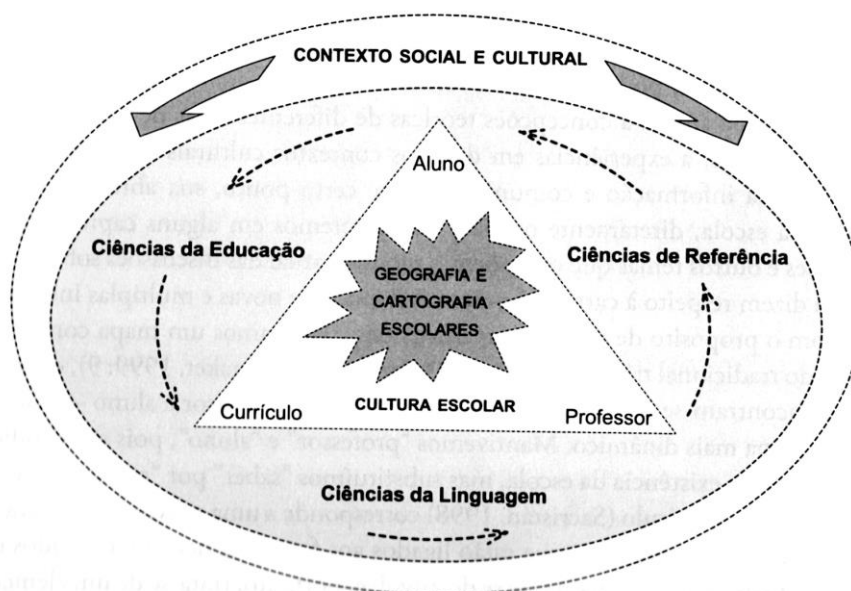 CONTEXTO SOCIAL E CULTURAL
Aluno
Ciências da Educação
Ciências de Referência
GEOGRAFIA E
CARTOGRAFIA
ESCOLARES
Currículo
CULTURA ESCOLAR
Professor
Ciências da Linguagem